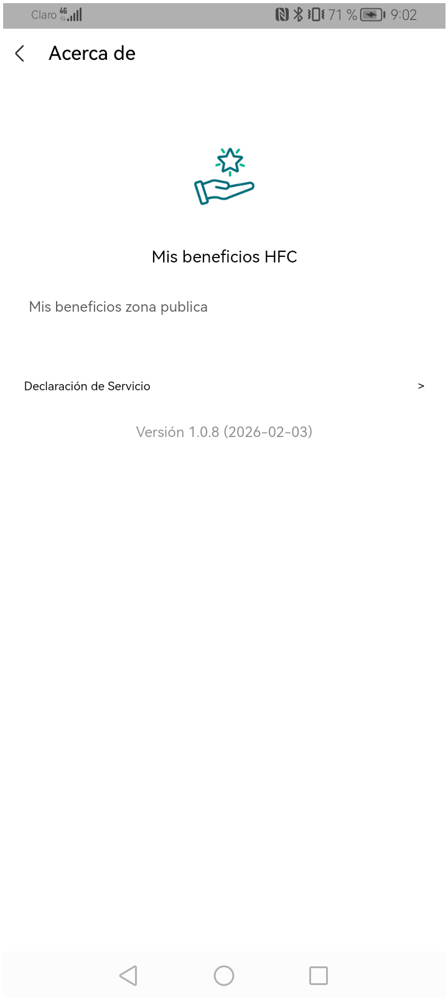 Claro 4G 71 % 9:02
Acerca de
Mis beneficios HFC
Mis beneficios zona publica
Declaración de Servicio >
Versión 1.0.8 (2026-02-03)